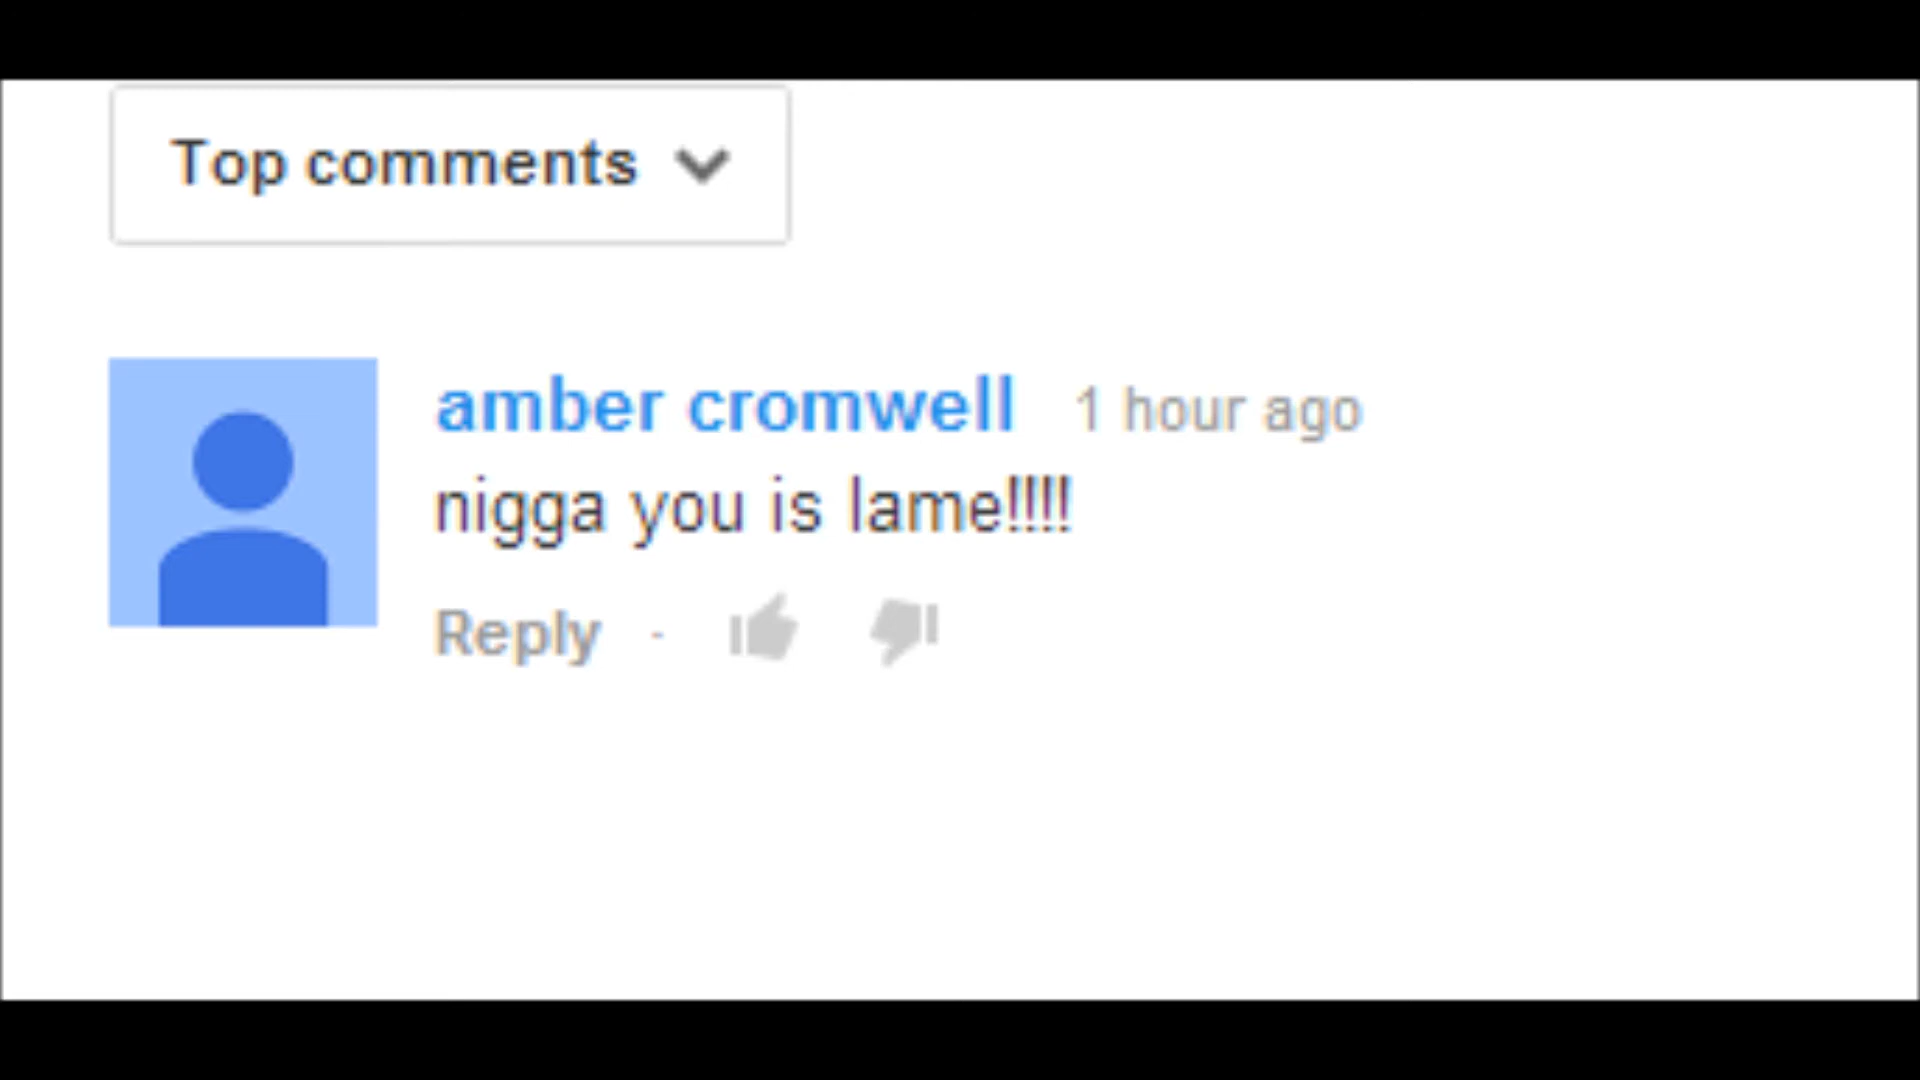 Top comments
amber cromwell 1 hour ago
nigga you is lame!!!!
Reply ·